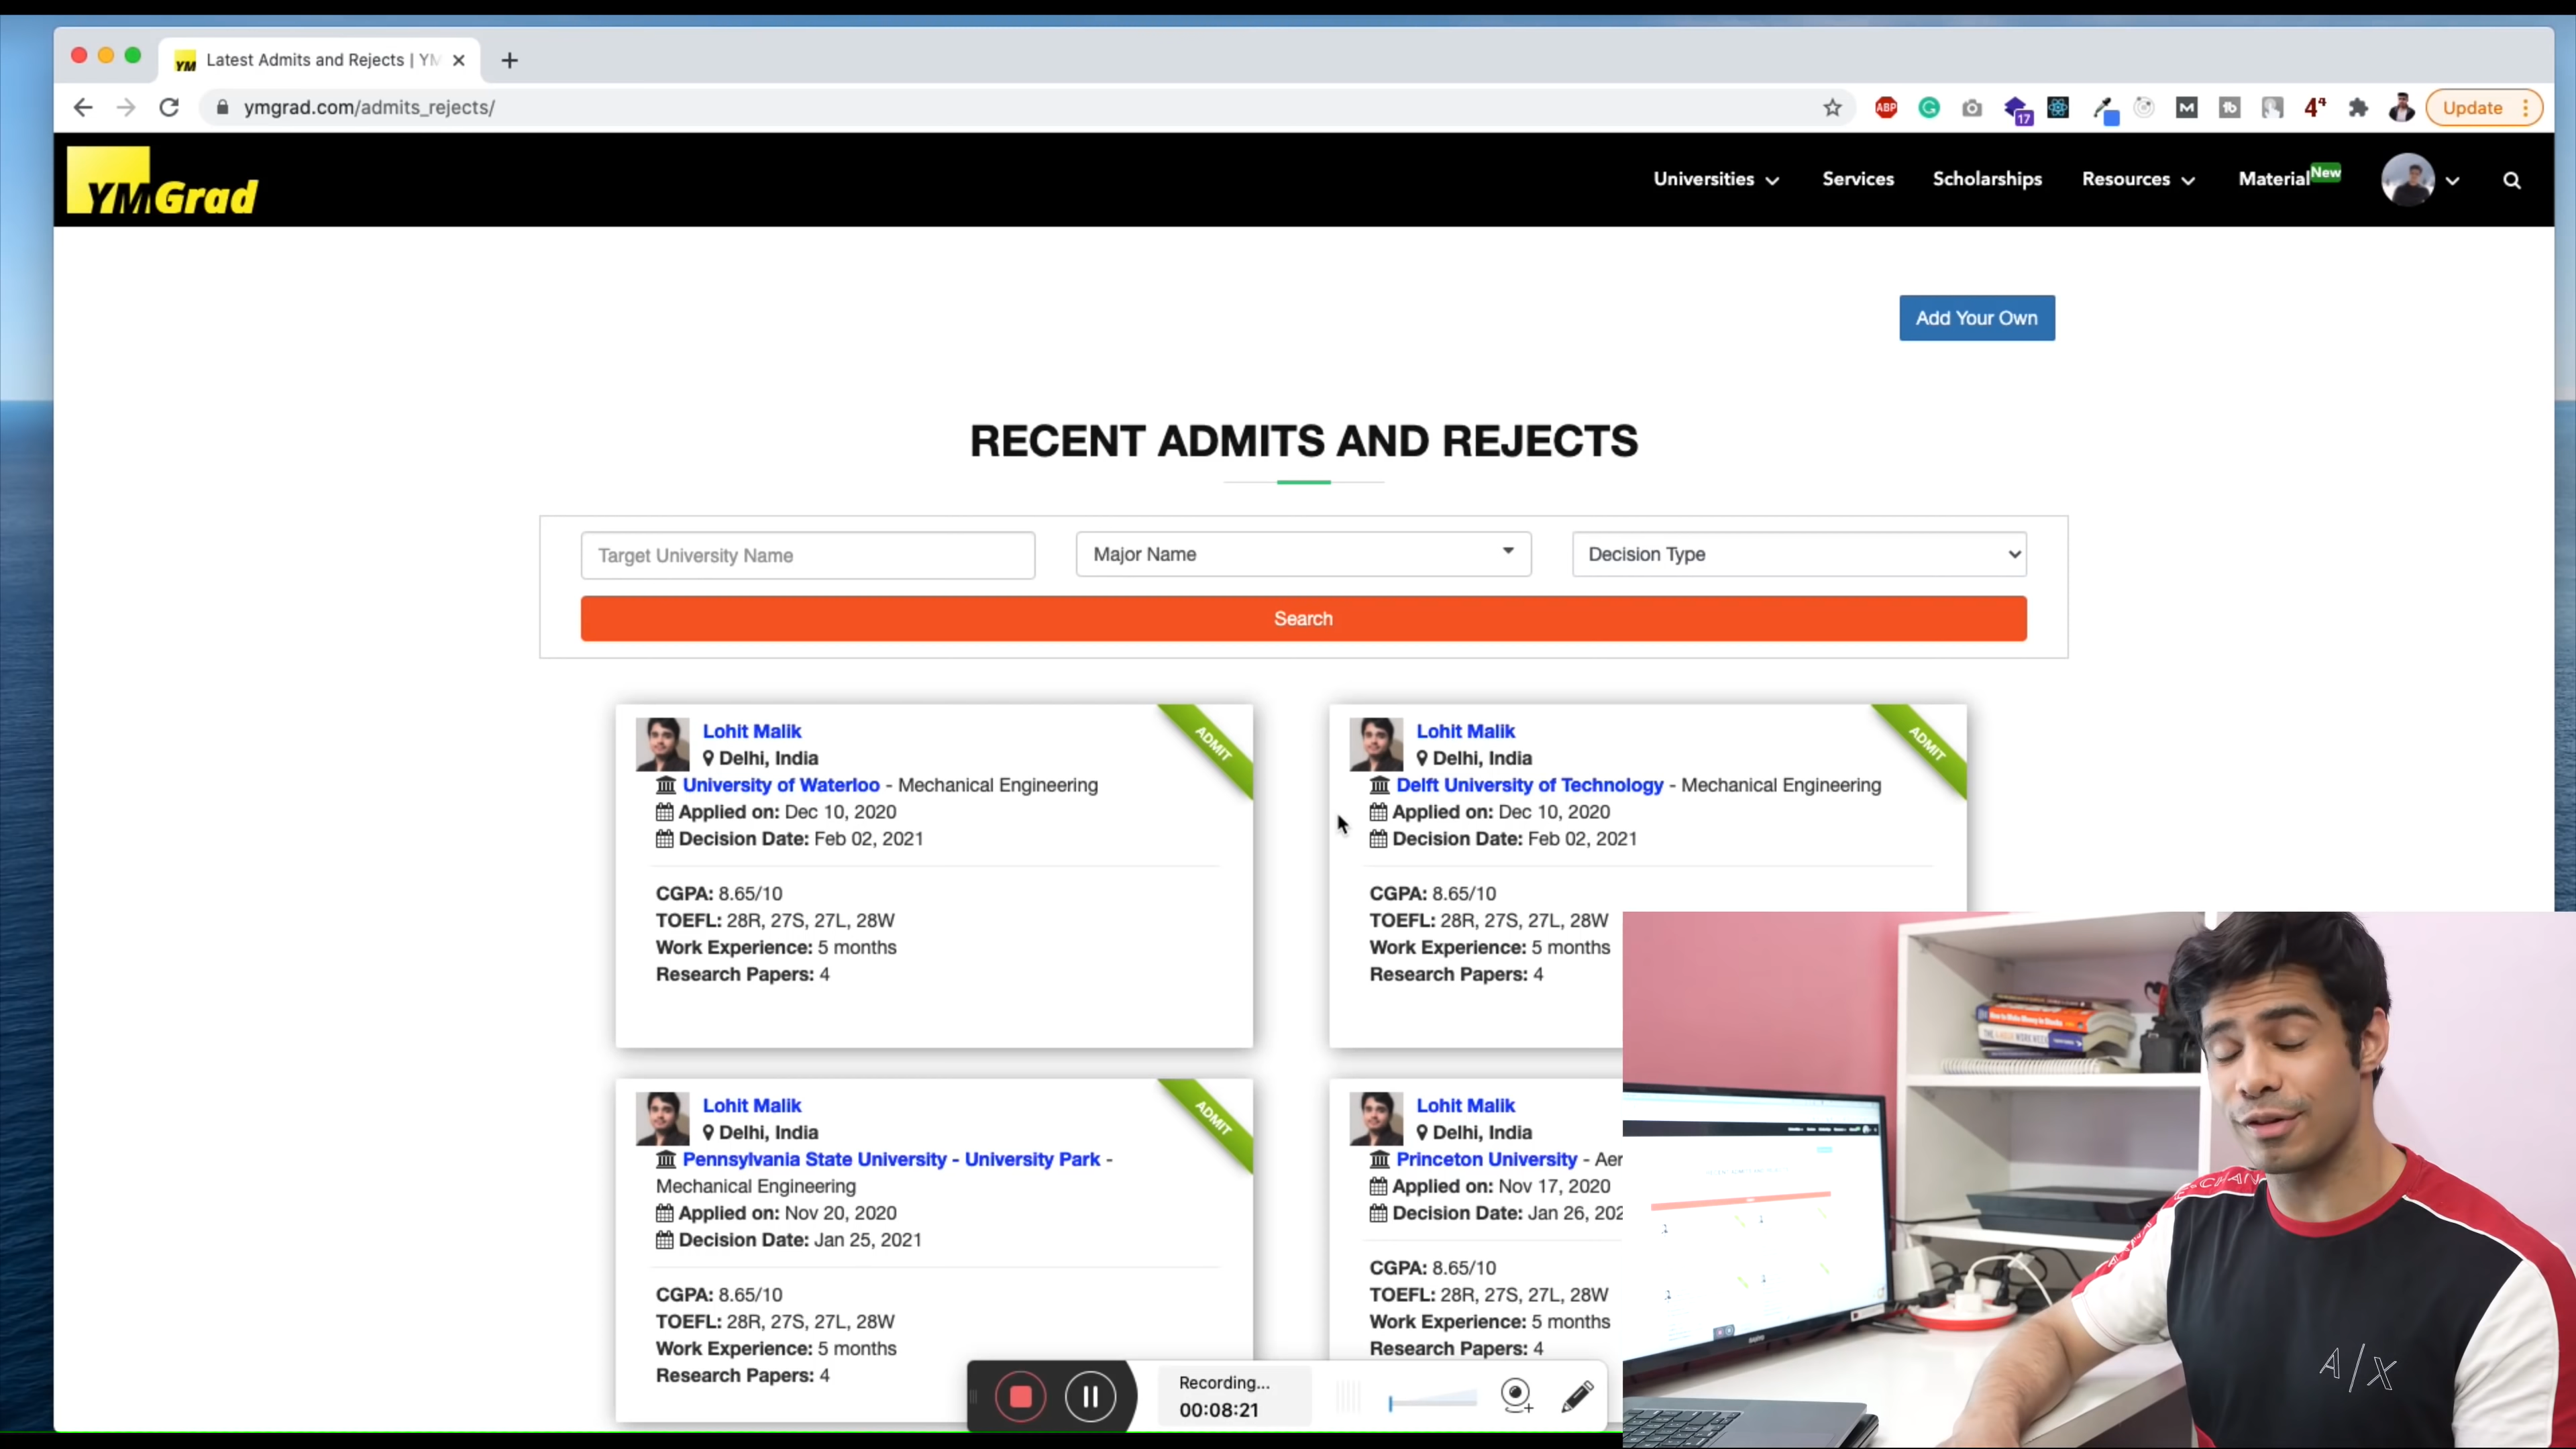 Latest Admits and Rejects | YM
ymgrad.com/admits_rejects/
ABP
17
4⁴
Update
YMGrad
Universities
Services
Scholarships
Resources
Material New
Add Your Own
RECENT ADMITS AND REJECTS
Target University Name
Major Name
Decision Type
Search
ADMIT
Lohit Malik
Delhi, India
University of Waterloo - Mechanical Engineering
Applied on: Dec 10, 2020
Decision Date: Feb 02, 2021
CGPA: 8.65/10
TOEFL: 28R, 27S, 27L, 28W
Work Experience: 5 months
Research Papers: 4
ADMIT
Lohit Malik
Delhi, India
Delft University of Technology - Mechanical Engineering
Applied on: Dec 10, 2020
Decision Date: Feb 02, 2021
CGPA: 8.65/10
TOEFL: 28R, 27S, 27L, 28W
Work Experience: 5 months
Research Papers: 4
ADMIT
Lohit Malik
Delhi, India
Pennsylvania State University - University Park -
Mechanical Engineering
Applied on: Nov 20, 2020
Decision Date: Jan 25, 2021
CGPA: 8.65/10
TOEFL: 28R, 27S, 27L, 28W
Work Experience: 5 months
Research Papers: 4
Lohit Malik
Delhi, India
Princeton University - Aer
Applied on: Nov 17, 2020
Decision Date: Jan 26, 202
CGPA: 8.65/10
TOEFL: 28R, 27S, 27L, 28W
Work Experience: 5 months
Research Papers: 4
Recording...
00:08:21
A/X